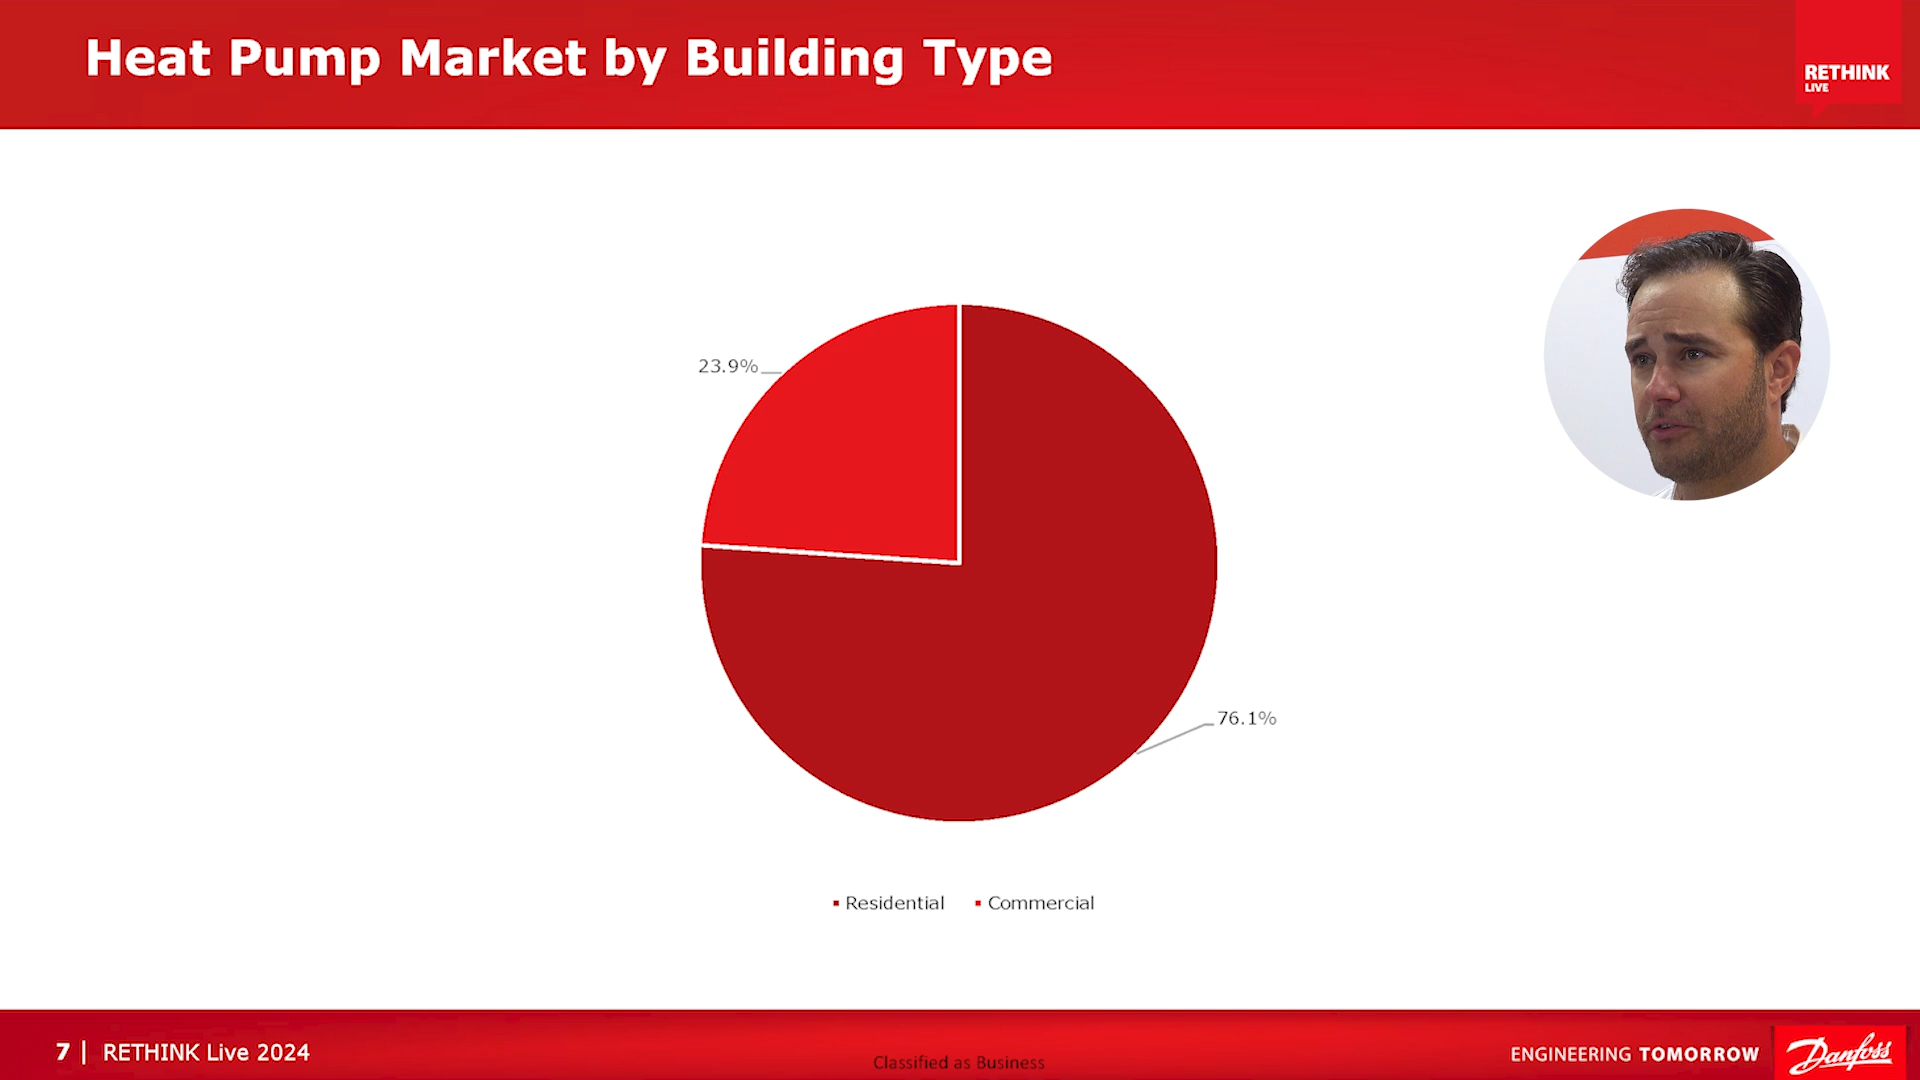 Heat Pump Market by Building Type
RETHINK
LIVE
23.9%
76.1%
Residential
Commercial
7 | RETHINK Live 2024
Classified as Business
ENGINEERING TOMORROW
Danfoss